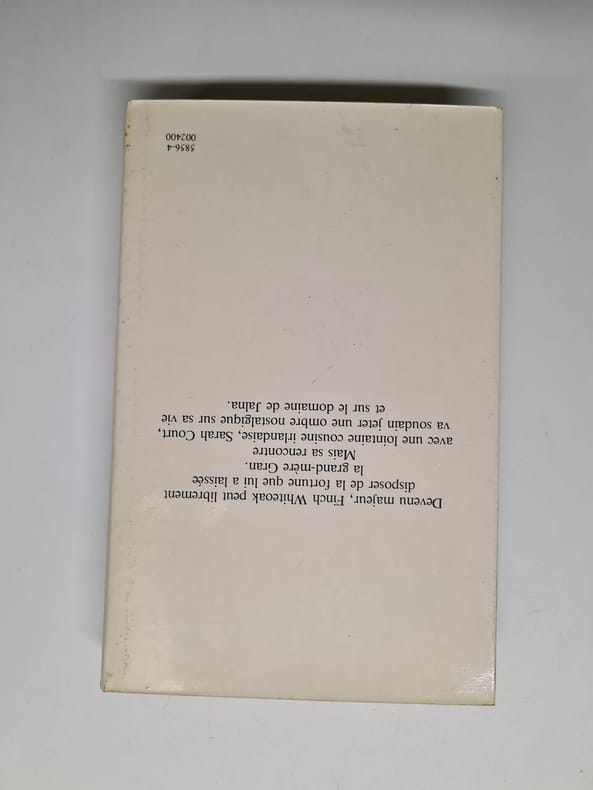 Devenu majeur, Finch Whiteoak peut librement
disposer de la fortune que lui a laissée
la grand-mère Gran.
Mais sa rencontre
avec une lointaine cousine irlandaise, Sarah Court,
va soudain jeter une ombre nostalgique sur sa vie
et sur le domaine de Jalna.
5856-4
002400